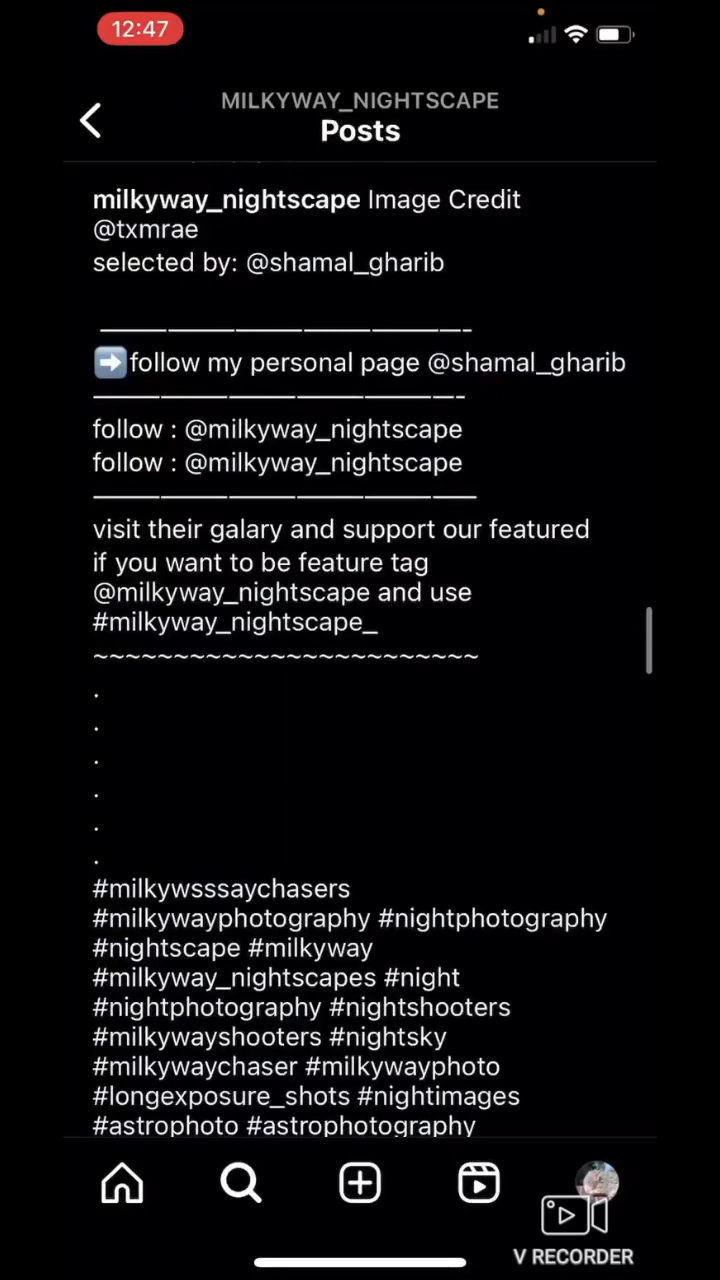 12:47
MILKYWAY_NIGHTSCAPE
Posts
milkyway_nightscape Image Credit
@txmrae
selected by: @shamal_gharib
———————————–
➡️follow my personal page @shamal_gharib
———————————–
follow : @milkyway_nightscape
follow : @milkyway_nightscape
———————————
visit their galary and support our featured
if you want to be feature tag
@milkyway_nightscape and use
#milkyway_nightscape_
~~~~~~~~~~~~~~~~~~~~~~~~
.
.
.
.
.
.
#milkywsssaychasers
#milkywayphotography #nightphotography
#nightscape #milkyway
#milkyway_nightscapes #night
#nightphotography #nightshooters
#milkywayshooters #nightsky
#milkywaychaser #milkywayphoto
#longexposure_shots #nightimages
#astrophoto #astrophotography
V RECORDER